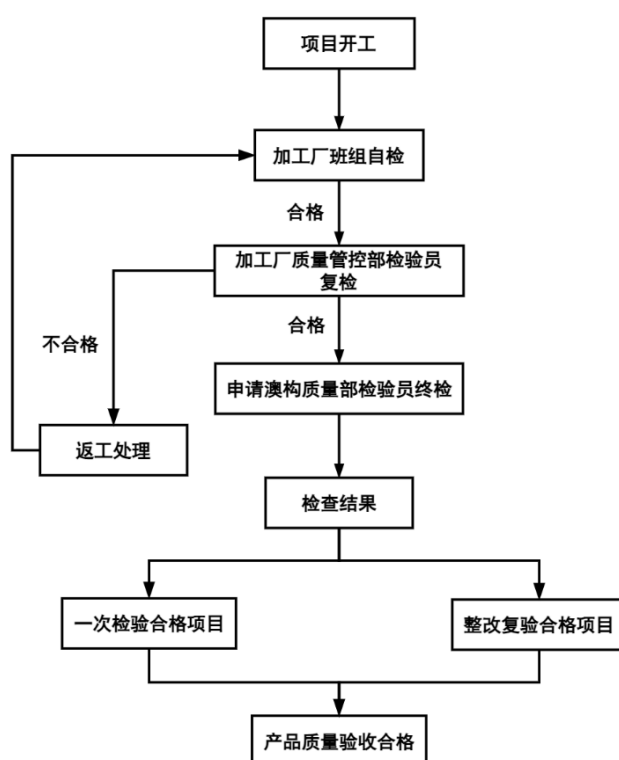 项目开工
加工厂班组自检
合格
加工厂质量管控部检验员
复检
合格
不合格
申请澳构质量部检验员终检
返工处理
检查结果
一次检验合格项目
整改复验合格项目
产品质量验收合格